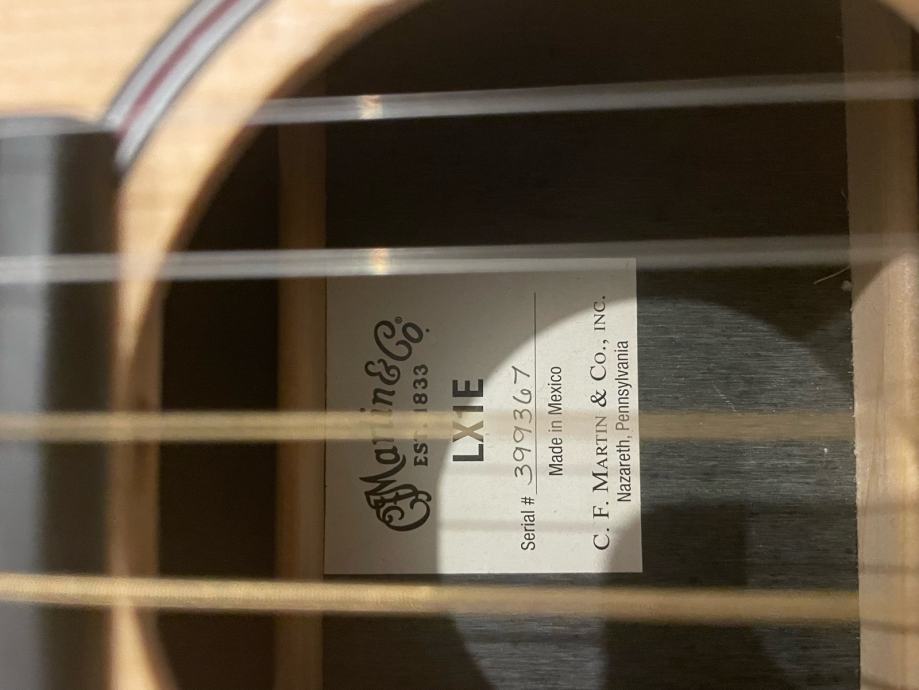 Martin & Co.®
EST. 1833
LX1E
Serial # 399367
Made in Mexico
C. F. MARTIN & CO., INC.
Nazareth, Pennsylvania